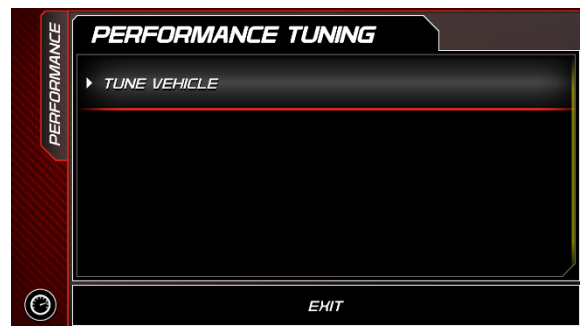 PERFORMANCE
PERFORMANCE TUNING
TUNE VEHICLE
EXIT